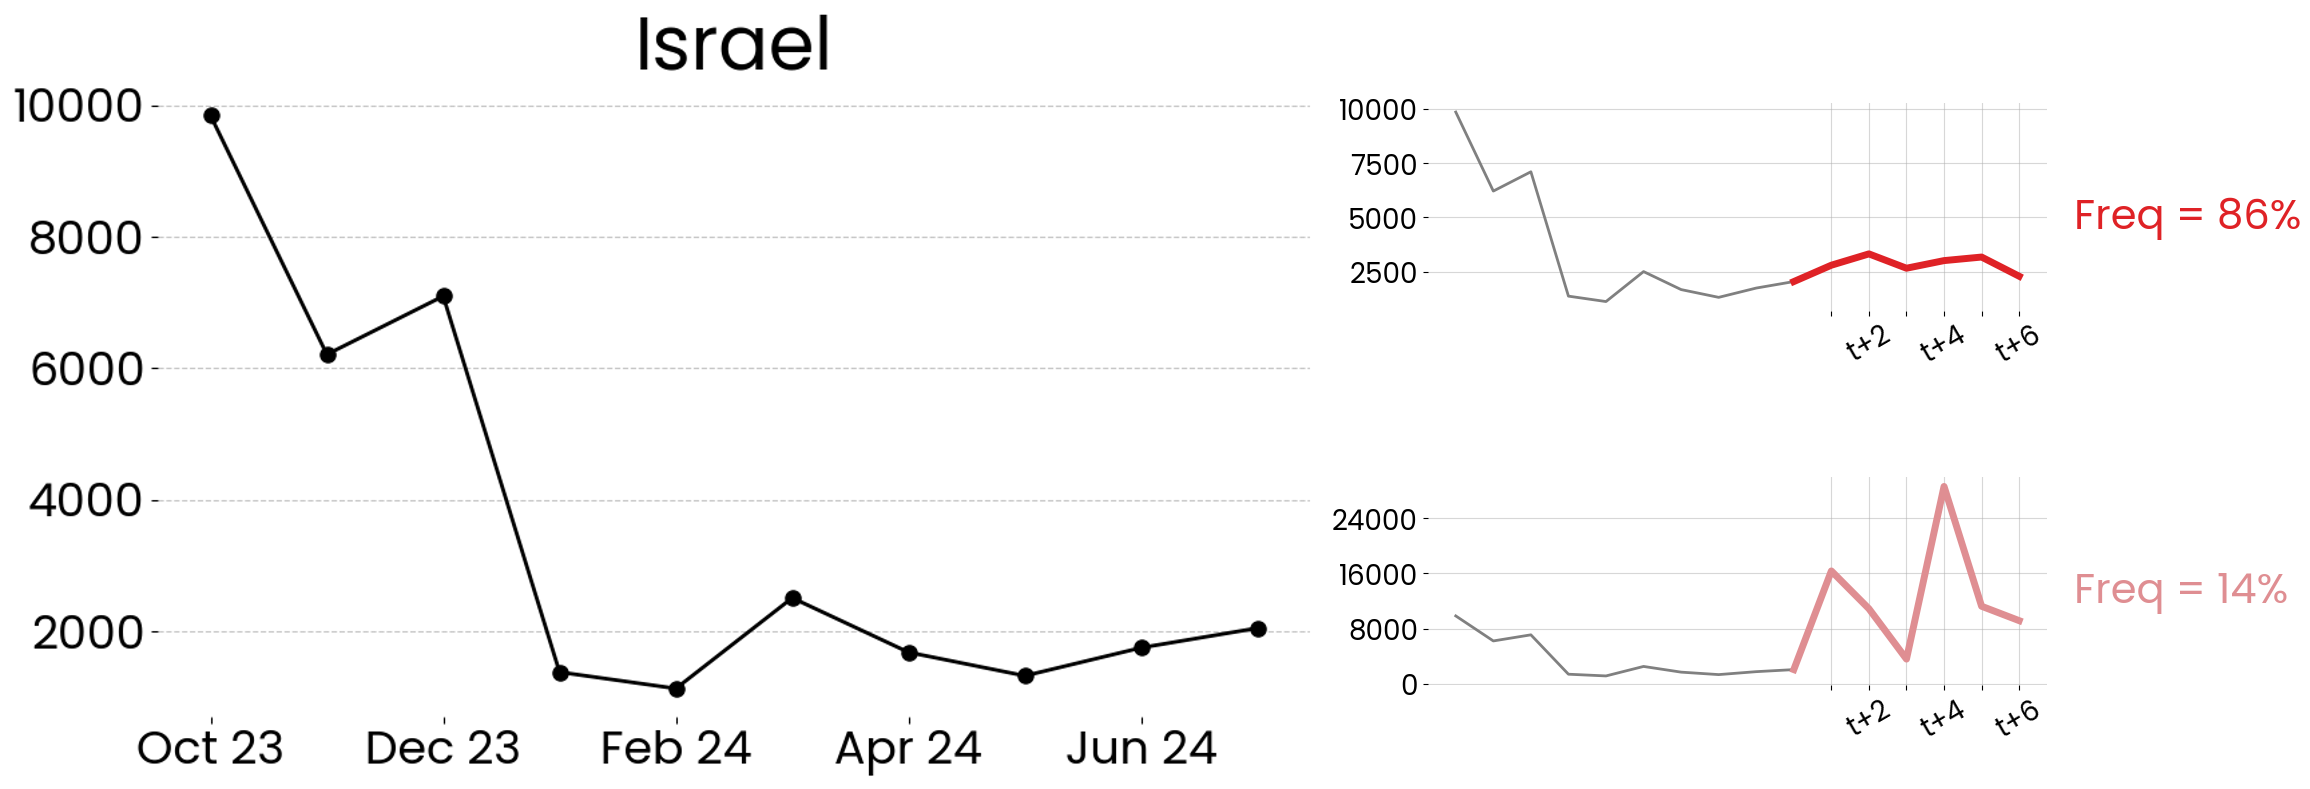 Israel
10000
8000
6000
4000
2000
Oct 23 Dec 23 Feb 24 Apr 24 Jun 24
10000
7500
5000
2500
t+2 t+4 t+6
Freq = 86%
24000
16000
8000
0
t+2 t+4 t+6
Freq = 14%